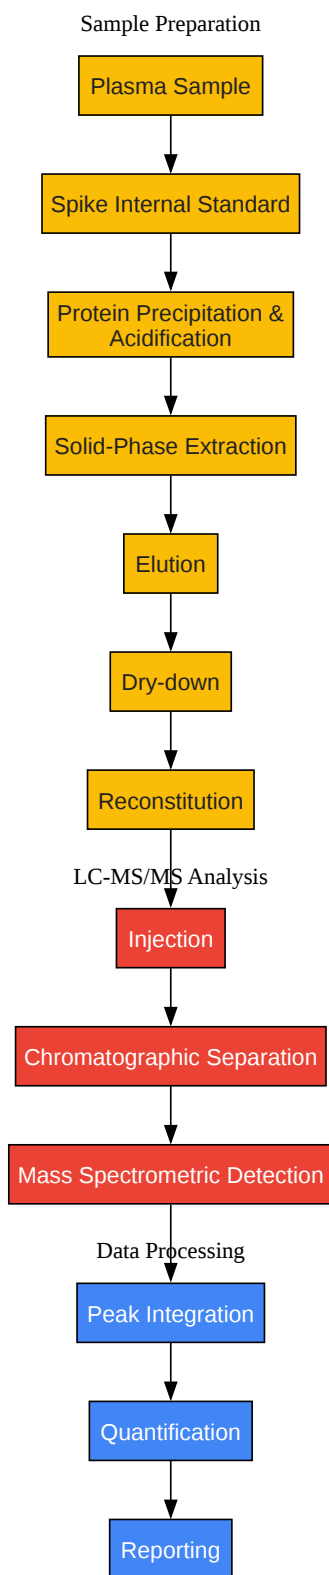 Sample Preparation
Plasma Sample
Spike Internal Standard
Protein Precipitation &
Acidification
Solid-Phase Extraction
Elution
Dry-down
Reconstitution
LC-MS/MS Analysis
Injection
Chromatographic Separation
Mass Spectrometric Detection
Data Processing
Peak Integration
Quantification
Reporting